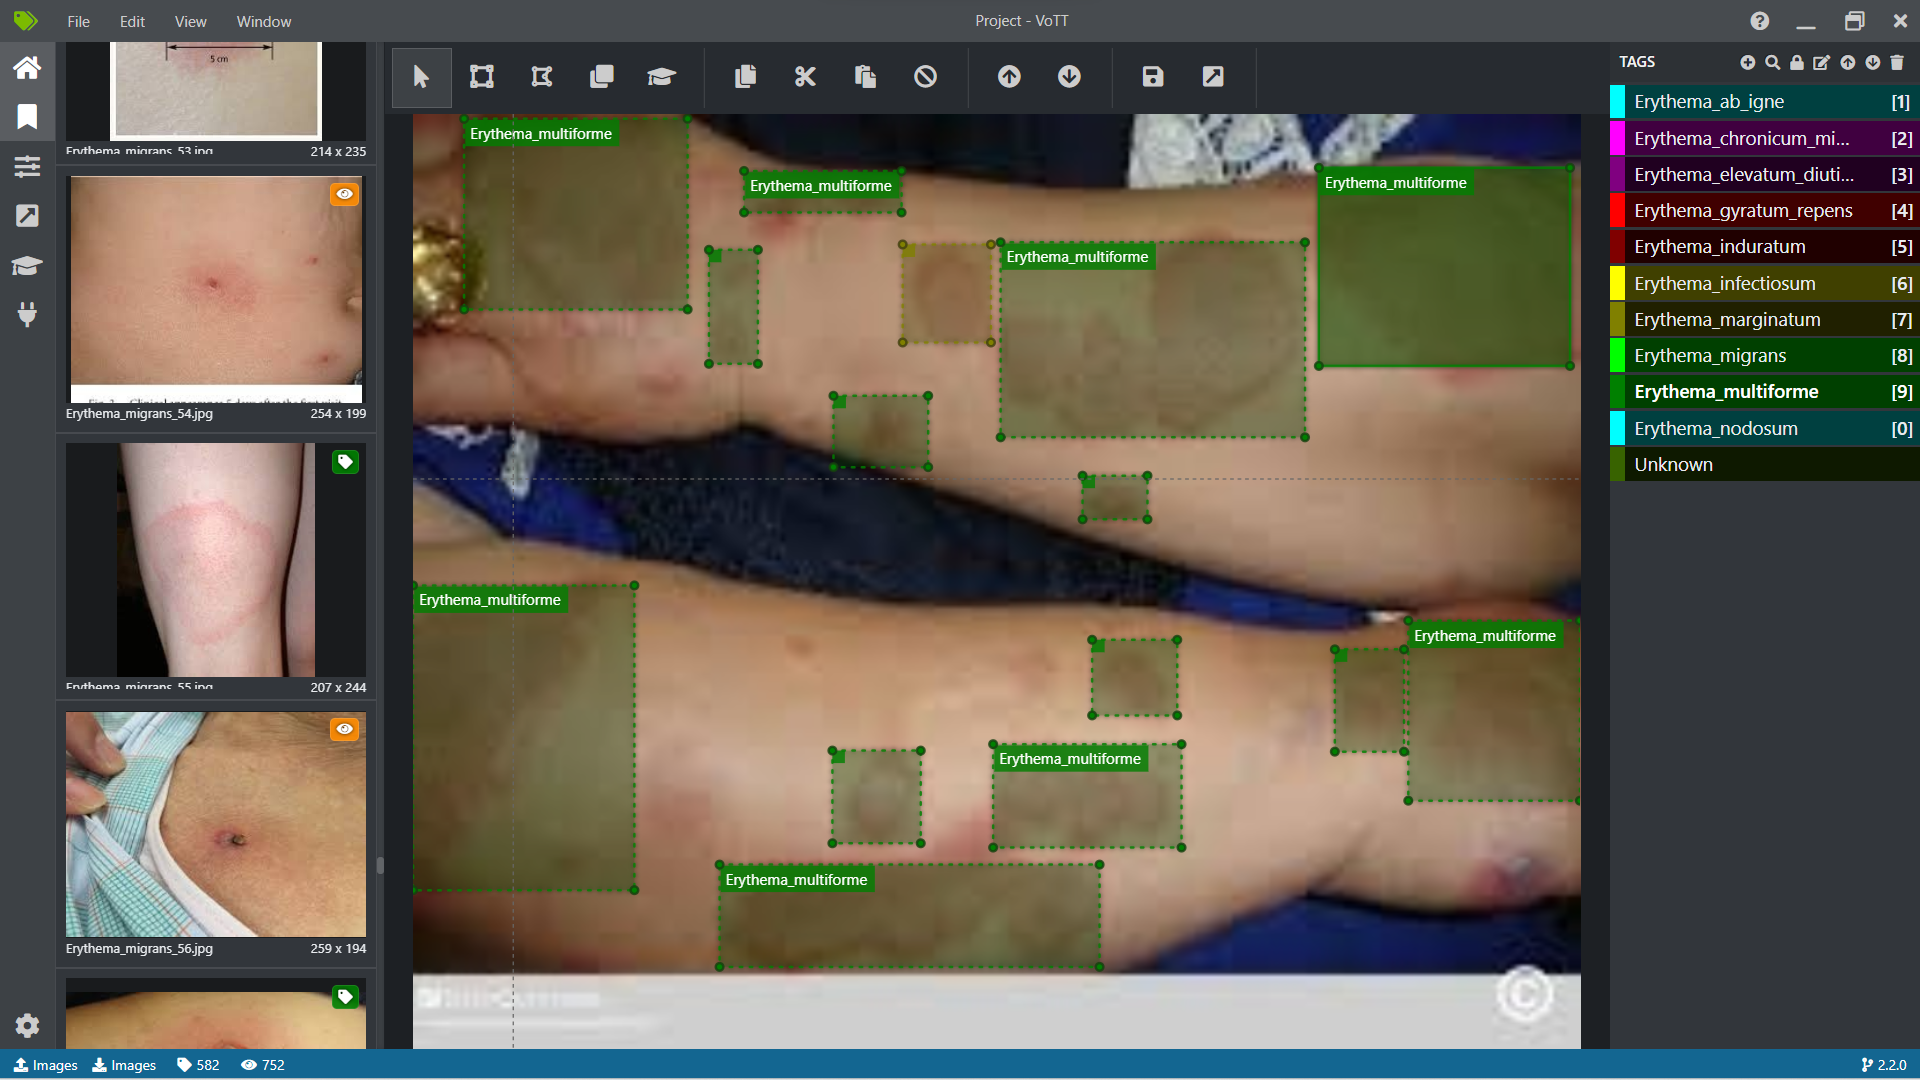 File Edit View Window
Project - VoTT
5 cm
Erythema_migrans_53.jpg 214 x 235
Erythema_migrans_54.jpg 254 x 199
Erythema_migrans_55.jpg 207 x 244
Erythema_migrans_56.jpg 259 x 194
Erythema_multiforme
Erythema_multiforme
Erythema_multiforme
Erythema_multiforme
Erythema_multiforme
Erythema_multiforme
Erythema_multiforme
Erythema_multiforme
©
TAGS
Erythema_ab_igne [1]
Erythema_chronicum_mi... [2]
Erythema_elevatum_diuti... [3]
Erythema_gyratum_repens [4]
Erythema_induratum [5]
Erythema_infectiosum [6]
Erythema_marginatum [7]
Erythema_migrans [8]
Erythema_multiforme [9]
Erythema_nodosum [0]
Unknown
Images Images 582 752
2.2.0